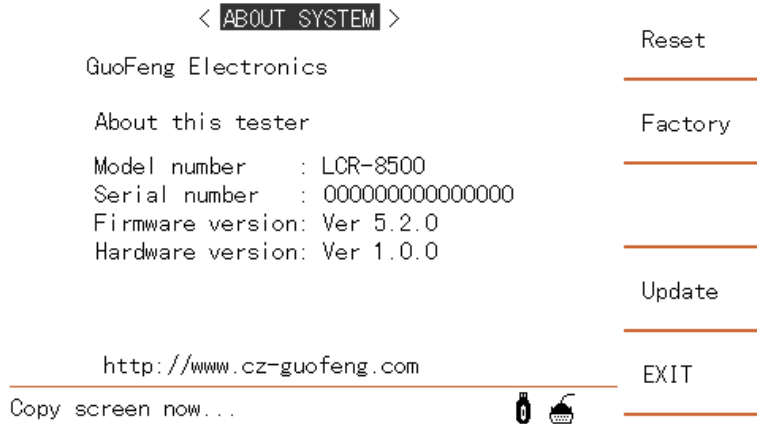 < ABOUT SYSTEM >
GuoFeng Electronics
About this tester
Model number : LCR-8500
Serial number : 000000000000000
Firmware version: Ver 5.2.0
Hardware version: Ver 1.0.0
http://www.cz-guofeng.com
Copy screen now...
Reset
Factory
Update
EXIT